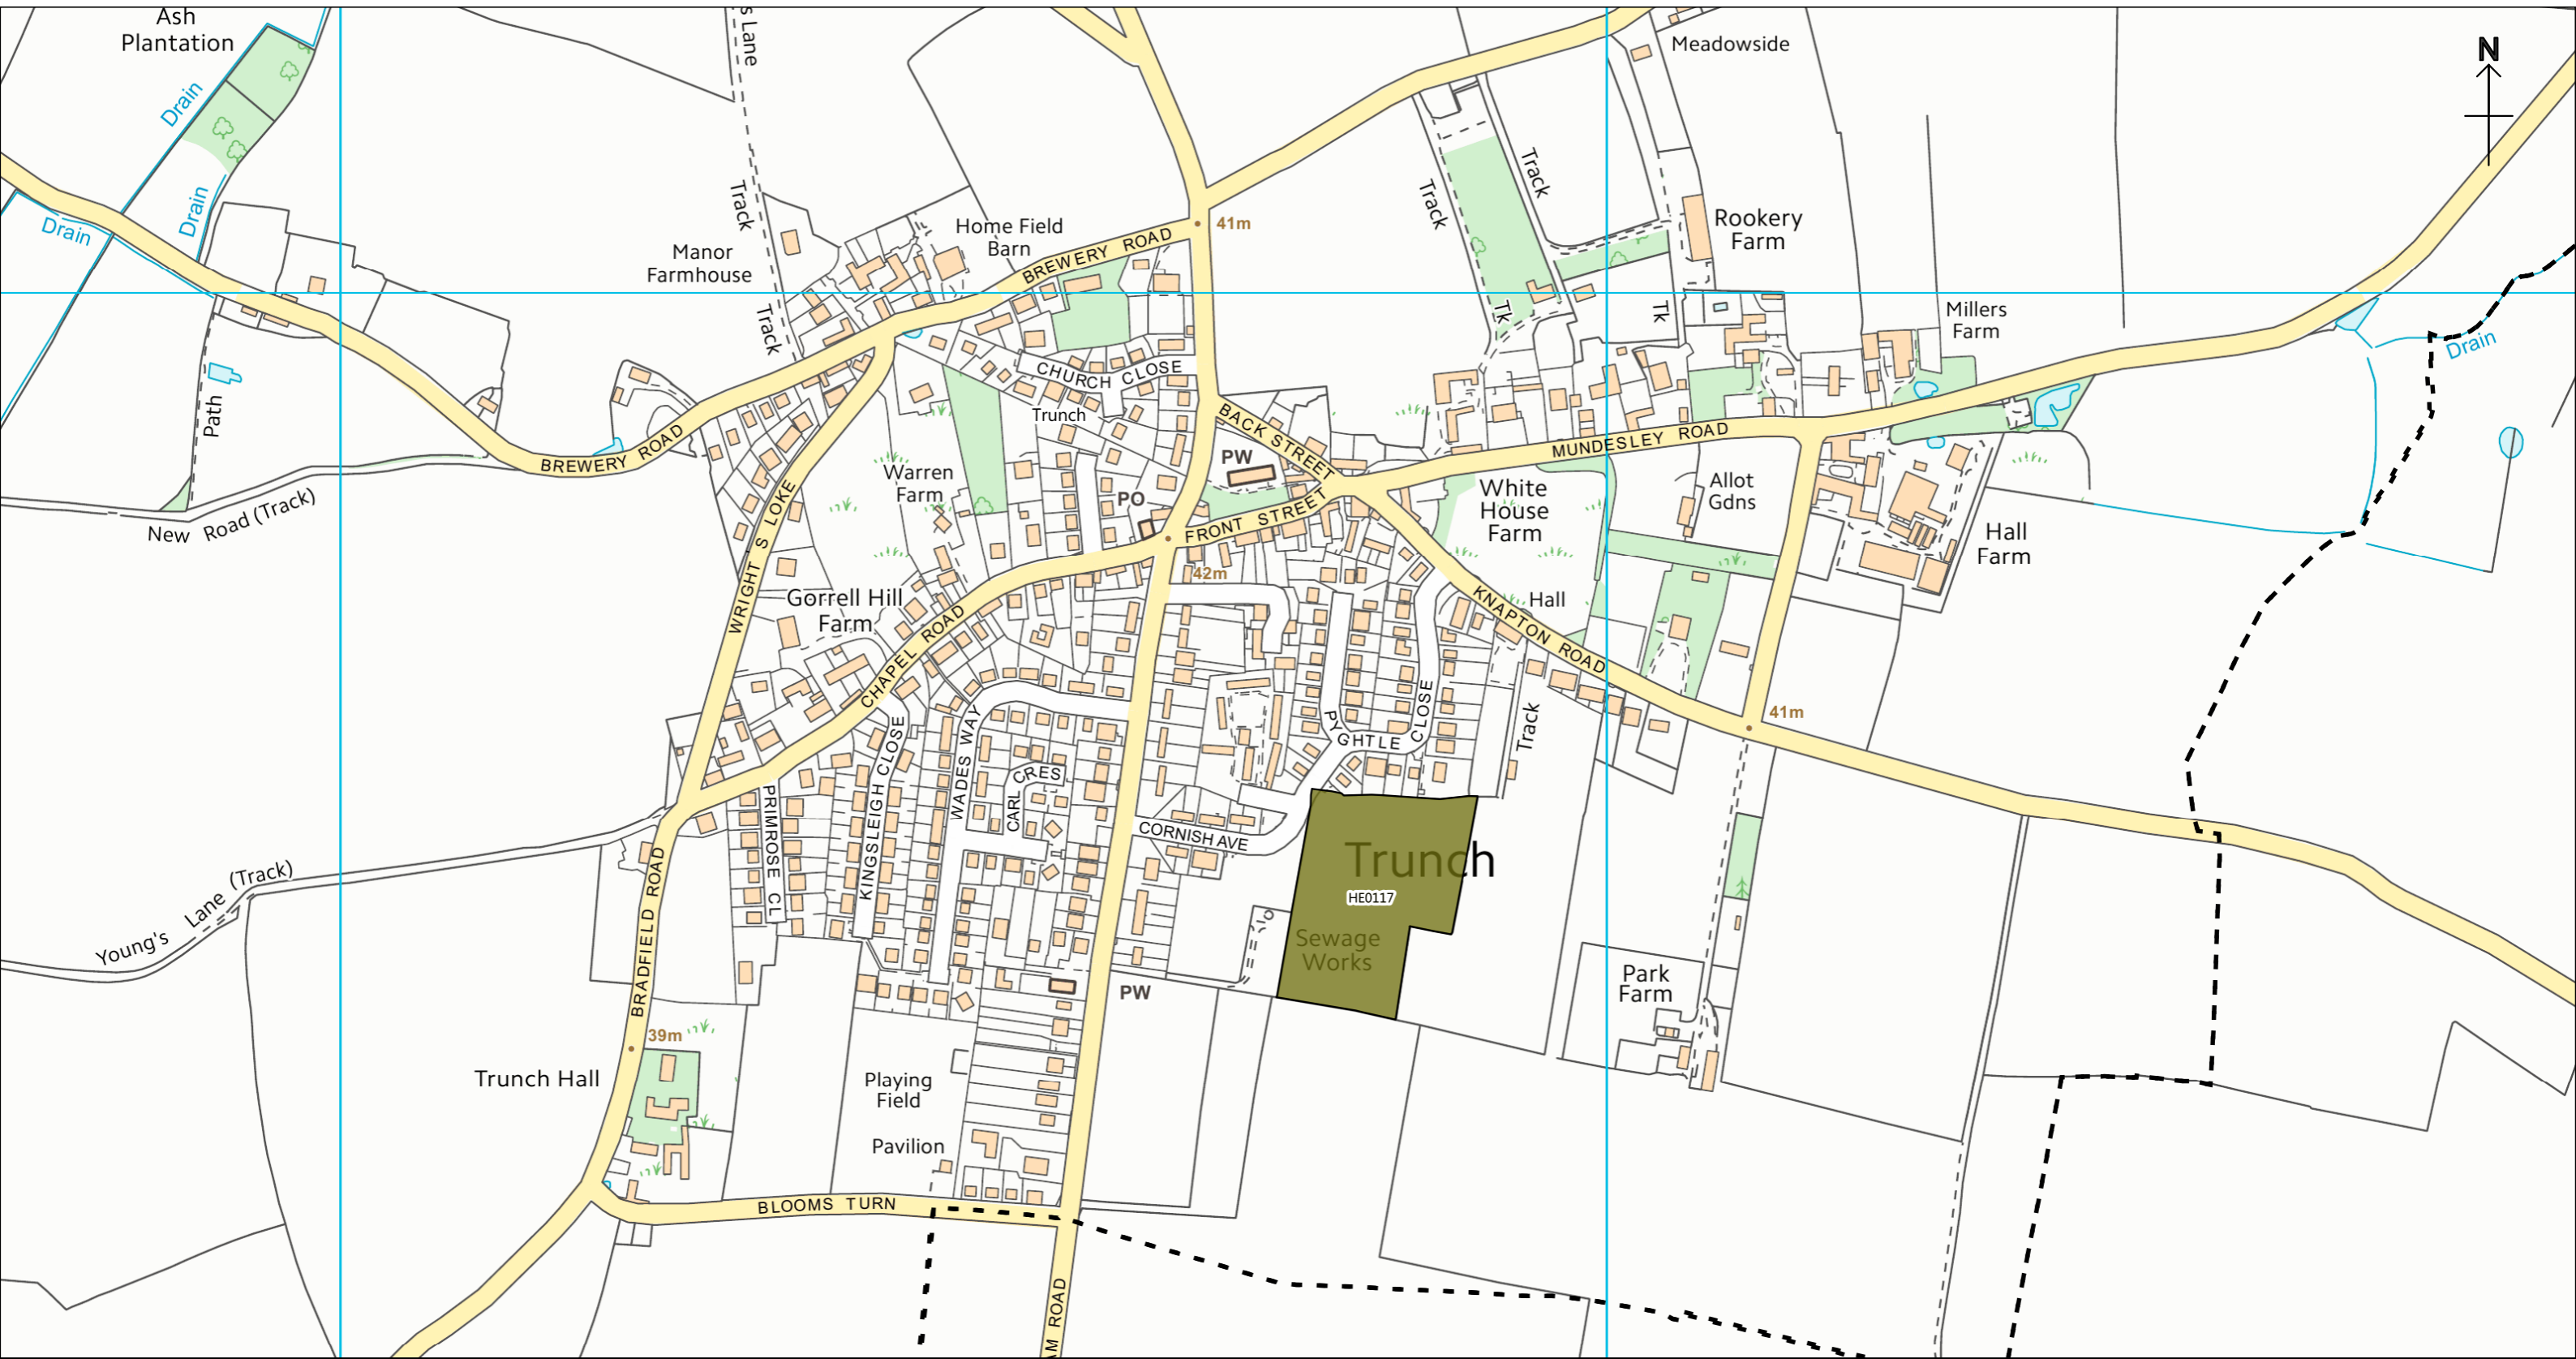 Ash
Plantation
s Lane
Meadowside
N
Drain
Drain
Drain
Track
Track
Track
Home Field
Barn
Rookery
Farm
BREWERY ROAD
41m
Manor
Farmhouse
Track
Tk
Tk
Millers
Farm
Drain
CHURCH CLOSE
Trunch
Path
BREWERY ROAD
BACK STREET
MUNDESLEY ROAD
PW
Warren
Farm
PO
White
House
Farm
Allot
Gdns
New Road (Track)
FRONT STREET
Hall
Farm
WRIGHT'S LOKE
42m
Gorrell Hill
Farm
KNAPTON ROAD
Hall
CHAPEL ROAD
41m
PYGHTLE CLOSE
Track
WADES WAY
KINGSLEIGH CLOSE
CARL CRES
PRIMROSE CL
CORNISH AVE
Trunch
HE0117
Sewage
Works
Young's Lane (Track)
BRADFIELD ROAD
PW
Park
Farm
39m
Trunch Hall
Playing
Field
Pavilion
BLOOMS TURN
AM ROAD